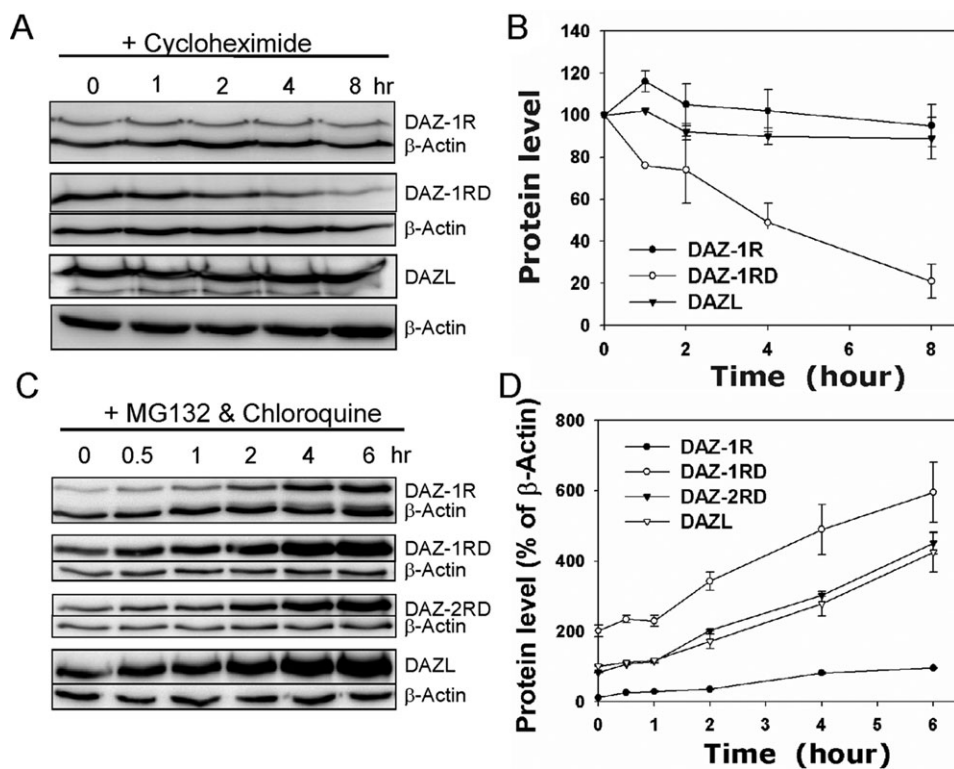 A
+ Cycloheximide
0 1 2 4 8 hr
DAZ-1R
β-Actin
DAZ-1RD
β-Actin
DAZL
β-Actin
B
Protein level
140
120
100
80
60
40
20
0
DAZ-1R
DAZ-1RD
DAZL
0 2 4 6 8
Time (hour)
C
+ MG132 & Chloroquine
0 0.5 1 2 4 6 hr
DAZ-1R
β-Actin
DAZ-1RD
β-Actin
DAZ-2RD
β-Actin
DAZL
β-Actin
D
Protein level (% of β-Actin)
800
600
400
200
0
DAZ-1R
DAZ-1RD
DAZ-2RD
DAZL
0 1 2 3 4 5 6
Time (hour)